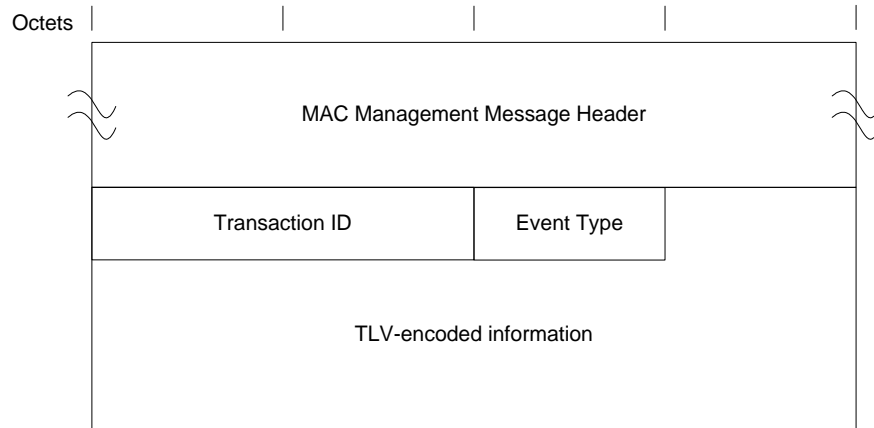 Octets
MAC Management Message Header
Transaction ID
Event Type
TLV-encoded information